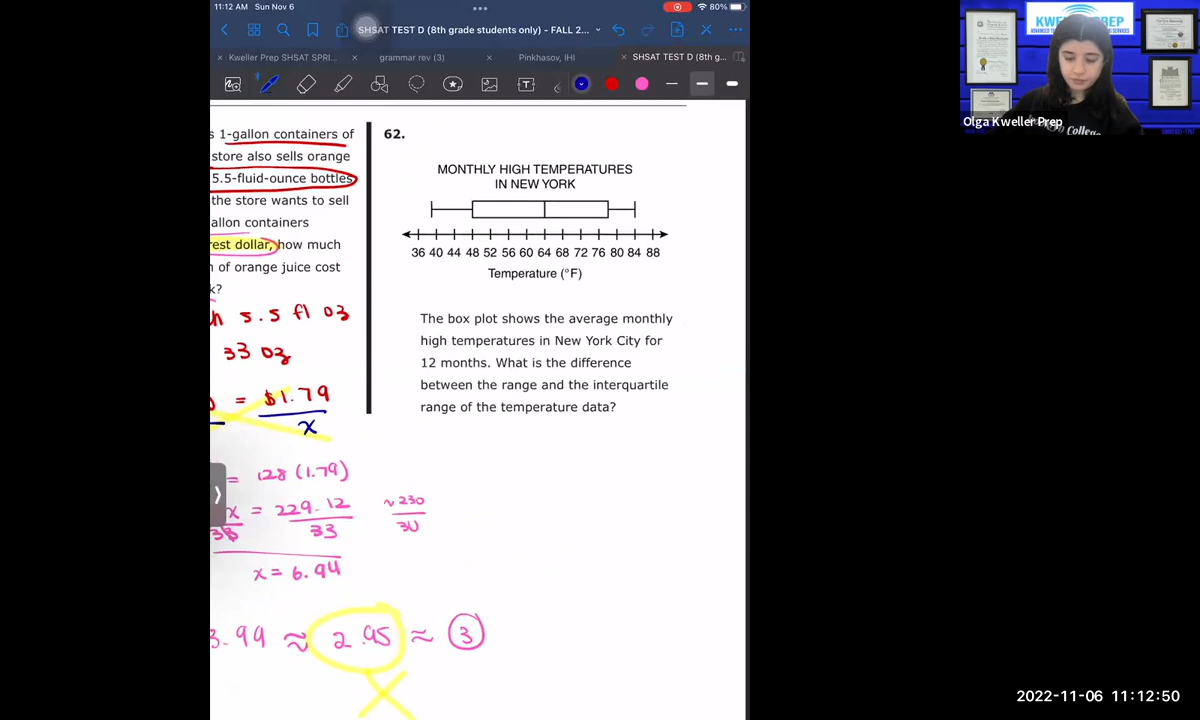 11:12 AM Sun Nov 6
80%
SHSAT TEST D (8th grade students only) - FALL 2...
Kweller Prep SHSAT SPRI...
grammar rev (3)
Pinkhasov, IHI
SHSAT TEST D (8th g...
s 1-gallon containers of
store also sells orange
5.5-fluid-ounce bottles
the store wants to sell
allon containers
rest dollar, how much
n of orange juice cost
k?
h 5.5 fl oz
33 oz
= $1.79
x
= 128 (1.79)
x = 229.12
33
33
~230
30
x = 6.94
3.99 ≈ 2.95 ≈ 3
62.
MONTHLY HIGH TEMPERATURES
IN NEW YORK
36 40 44 48 52 56 60 64 68 72 76 80 84 88
Temperature (°F)
The box plot shows the average monthly
high temperatures in New York City for
12 months. What is the difference
between the range and the interquartile
range of the temperature data?
Olga Kweller Prep
College
2022-11-06 11:12:50